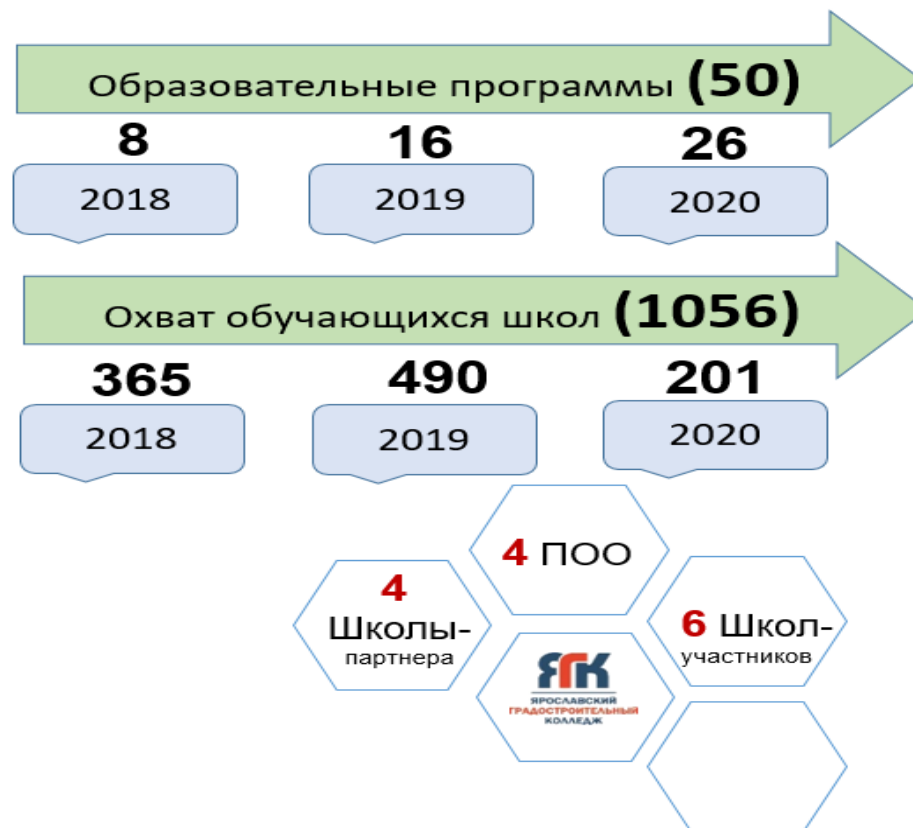 Образовательные программы (50)
8 16 26
2018 2019 2020
Охват обучающихся школ (1056)
365 490 201
2018 2019 2020
4 ПОО
4
Школы-
партнера
6 Школ-
участников
ЯГК
ЯРОСЛАВСКИЙ
ГРАДОСТРОИТЕЛЬНЫЙ
КОЛЛЕДЖ